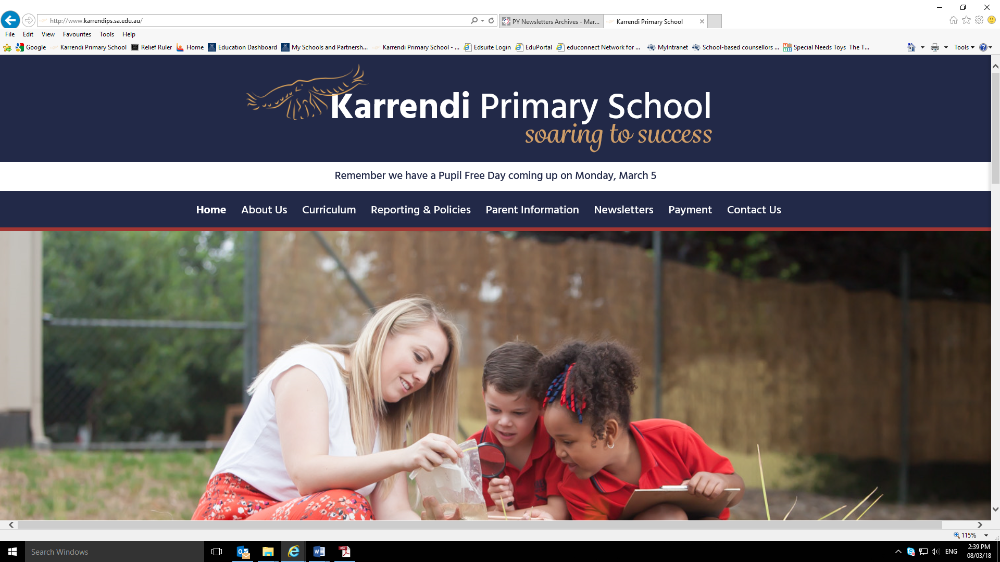 http://www.karrendips.sa.edu.au/
PY Newsletters Archives - Mar...
Karrendi Primary School
File Edit View Favourites Tools Help
Google Karrendi Primary School Relief Ruler Home Education Dashboard My Schools and Partnersh... Karrendi Primary School - ... Edsuite Login EduPortal educonnect Network for ... MyIntranet School-based counsellors ... Special Needs Toys The T... Tools
Karrendi Primary School
soaring to success
Remember we have a Pupil Free Day coming up on Monday, March 5
Home About Us Curriculum Reporting & Policies Parent Information Newsletters Payment Contact Us
115%
Search Windows
ENG
2:39 PM
08/03/18